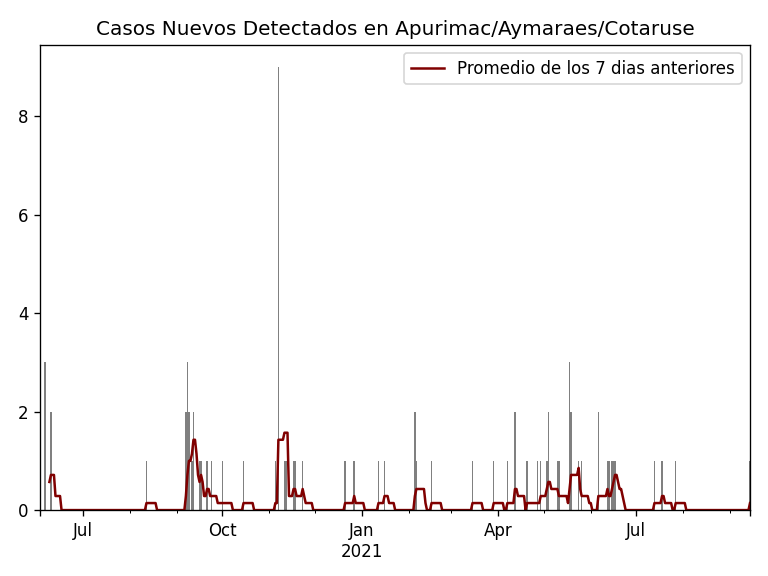 Casos Nuevos Detectados en Apurimac/Aymaraes/Cotaruse
Promedio de los 7 dias anteriores
8
6
4
2
0
Jul Oct Jan Apr Jul
2021